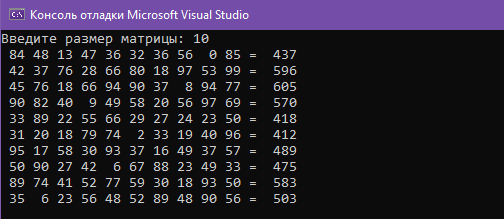 Консоль отладки Microsoft Visual Studio
Введите размер матрицы: 10
84 48 13 47 36 32 36 56  0 85 =  437
42 37 76 28 66 80 18 97 53 99 =  596
45 76 18 66 94 90 37  8 94 77 =  605
90 82 40  9 49 58 20 56 97 69 =  570
33 89 22 55 66 29 27 24 23 50 =  418
31 20 18 79 74  2 33 19 40 96 =  412
95 17 58 30 93 37 16 49 37 57 =  489
50 90 27 42  6 67 88 23 49 33 =  475
89 74 41 52 77 59 30 18 93 50 =  583
35  6 23 56 48 52 89 48 90 56 =  503